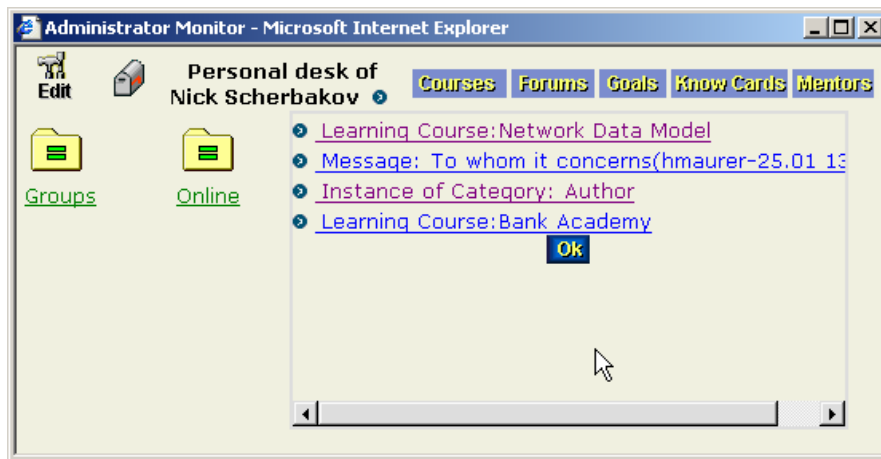 Administrator Monitor - Microsoft Internet Explorer
Edit
Personal desk of
Nick Scherbakov
Courses Forums Goals Know Cards Mentors
Groups
Online
Learning Course:Network Data Model
Message: To whom it concerns(hmaurer-25.01 13
Instance of Category: Author
Learning Course:Bank Academy
Ok